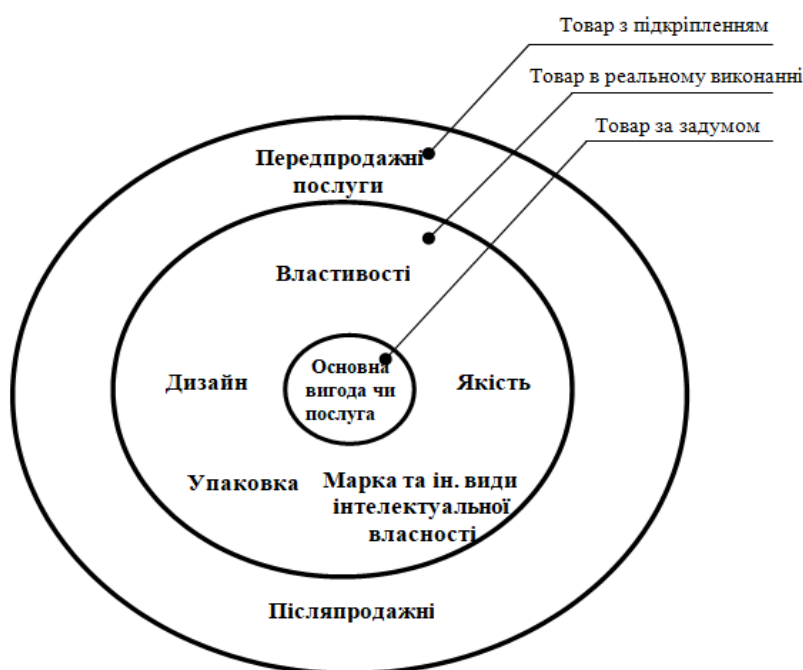 Товар з підкріпленням
Товар в реальному виконанні
Товар за задумом
Передпродажні
послуги
Властивості
Дизайн
Основна
вигода чи
послуга
Якість
Упаковка
Марка та ін. види
інтелектуальної
власності
Післяпродажні